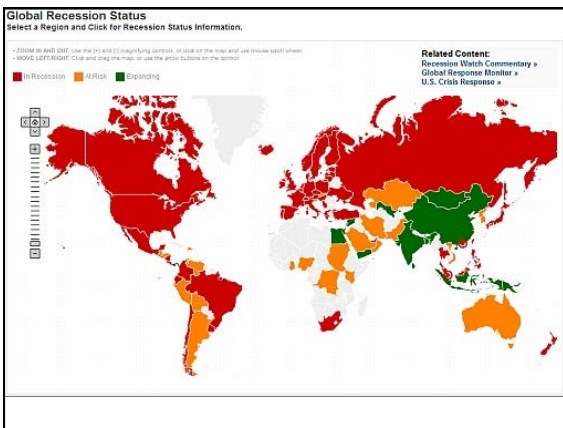 Global Recession Status
Select a Region and Click for Recession Status Information.
• ZOOM IN AND OUT: Use the [+] and [-] magnifying controls, or click on the map and use mouse scroll wheel
• MOVE LEFT/RIGHT: Click and drag the map, or use the arrow buttons on the control
Related Content:
Recession Watch Commentary »
Global Response Monitor »
U.S. Crisis Response »
In Recession At Risk Expanding